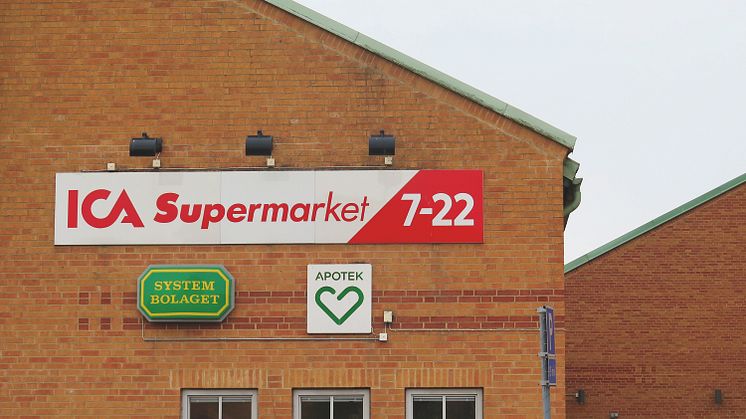 ICA Supermarket 7-22
SYSTEM
BOLAGET
APOTEK